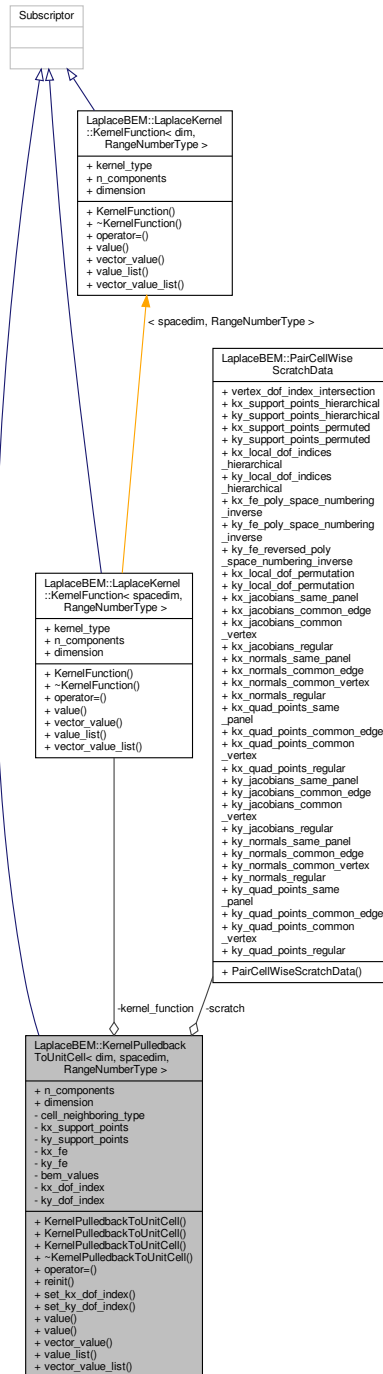 Subscriptor
LaplaceBEM::LaplaceKernel
::KernelFunction< dim,
RangeNumberType >
+ kernel_type
+ n_components
+ dimension
+ KernelFunction()
+ ~KernelFunction()
+ operator=()
+ value()
+ vector_value()
+ value_list()
+ vector_value_list()
< spacedim, RangeNumberType >
LaplaceBEM::PairCellWise
ScratchData
+ vertex_dof_index_intersection
+ kx_support_points_hierarchical
+ ky_support_points_hierarchical
+ kx_support_points_permuted
+ ky_support_points_permuted
+ kx_local_dof_indices
_hierarchical
+ ky_local_dof_indices
_hierarchical
+ kx_fe_poly_space_numbering
_inverse
+ ky_fe_poly_space_numbering
_inverse
+ ky_fe_reversed_poly
_space_numbering_inverse
+ kx_local_dof_permutation
+ ky_local_dof_permutation
+ kx_jacobians_same_panel
+ kx_jacobians_common_edge
+ kx_jacobians_common
_vertex
+ kx_jacobians_regular
+ kx_normals_same_panel
+ kx_normals_common_edge
+ kx_normals_common_vertex
+ kx_normals_regular
+ kx_quad_points_same
_panel
+ kx_quad_points_common_edge
+ kx_quad_points_common
_vertex
+ kx_quad_points_regular
+ ky_jacobians_same_panel
+ ky_jacobians_common_edge
+ ky_jacobians_common
_vertex
+ ky_jacobians_regular
+ ky_normals_same_panel
+ ky_normals_common_edge
+ ky_normals_common_vertex
+ ky_normals_regular
+ ky_quad_points_same
_panel
+ ky_quad_points_common_edge
+ ky_quad_points_common
_vertex
+ ky_quad_points_regular
+ PairCellWiseScratchData()
LaplaceBEM::LaplaceKernel
::KernelFunction< spacedim,
RangeNumberType >
+ kernel_type
+ n_components
+ dimension
+ KernelFunction()
+ ~KernelFunction()
+ operator=()
+ value()
+ vector_value()
+ value_list()
+ vector_value_list()
-kernel_function
-scratch
LaplaceBEM::KernelPulledback
ToUnitCell< dim, spacedim,
RangeNumberType >
+ n_components
+ dimension
- cell_neighboring_type
- kx_support_points
- ky_support_points
- kx_fe
- ky_fe
- bem_values
- kx_dof_index
- ky_dof_index
+ KernelPulledbackToUnitCell()
+ KernelPulledbackToUnitCell()
+ KernelPulledbackToUnitCell()
+ ~KernelPulledbackToUnitCell()
+ operator=()
+ reinit()
+ set_kx_dof_index()
+ set_ky_dof_index()
+ value()
+ value()
+ vector_value()
+ value_list()
+ vector_value_list()